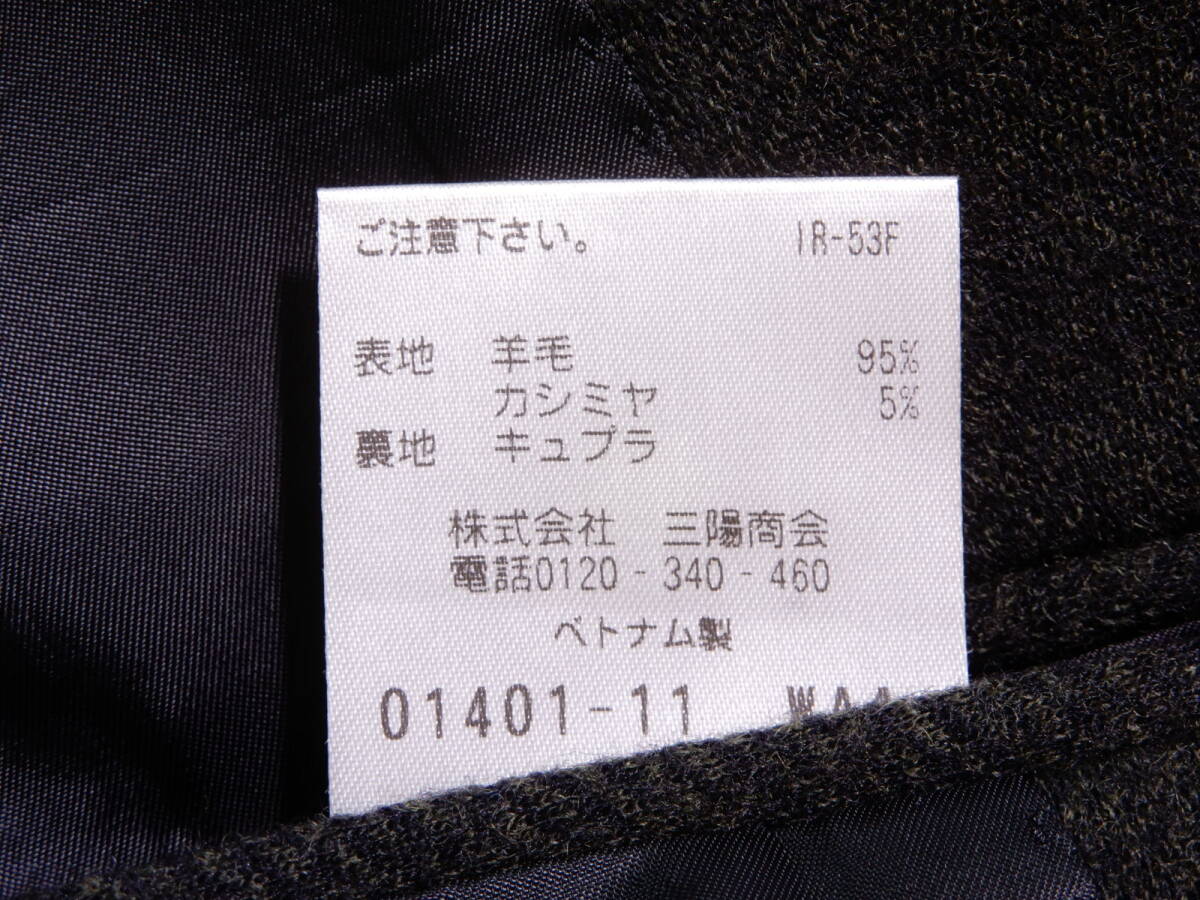 ご注意下さい。 IR-53F
表地 羊毛 95%
カシミヤ 5%
裏地 キュプラ
株式会社 三陽商会
電話0120-340-460
ベトナム製
01401-11